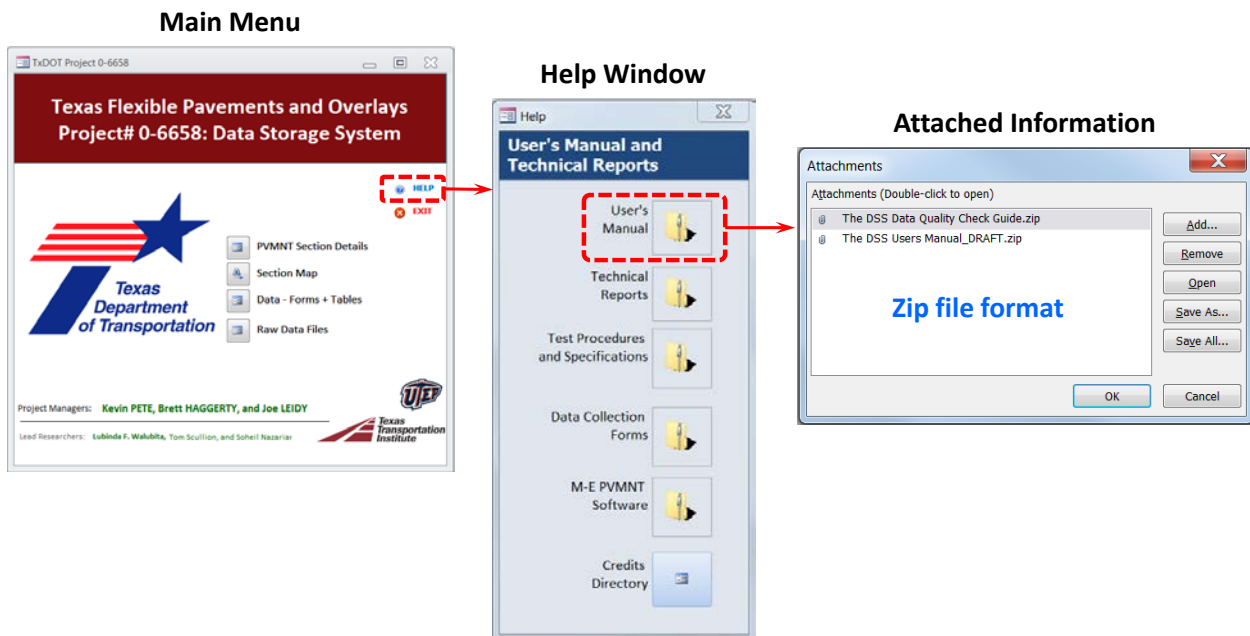 Main Menu
TxDOT Project 0-6658
Texas Flexible Pavements and Overlays
Project# 0-6658: Data Storage System
HELP
EXIT
PVMNT Section Details
Section Map
Data - Forms + Tables
Raw Data Files
Texas
Department
of Transportation
Project Managers: Kevin PETE, Brett HAGGERTY, and Joe LEIDY
Lead Researchers: Lubinda F. Walubita, Tom Scullion, and Soheil Nazarian
UTEP
Texas
Transportation
Institute
Help Window
Help
User's Manual and
Technical Reports
User's
Manual
Technical
Reports
Test Procedures
and Specifications
Data Collection
Forms
M-E PVMNT
Software
Credits
Directory
Attached Information
Attachments
Attachments (Double-click to open)
The DSS Data Quality Check Guide.zip
The DSS Users Manual_DRAFT.zip
Zip file format
Add...
Remove
Open
Save As...
Save All...
OK
Cancel